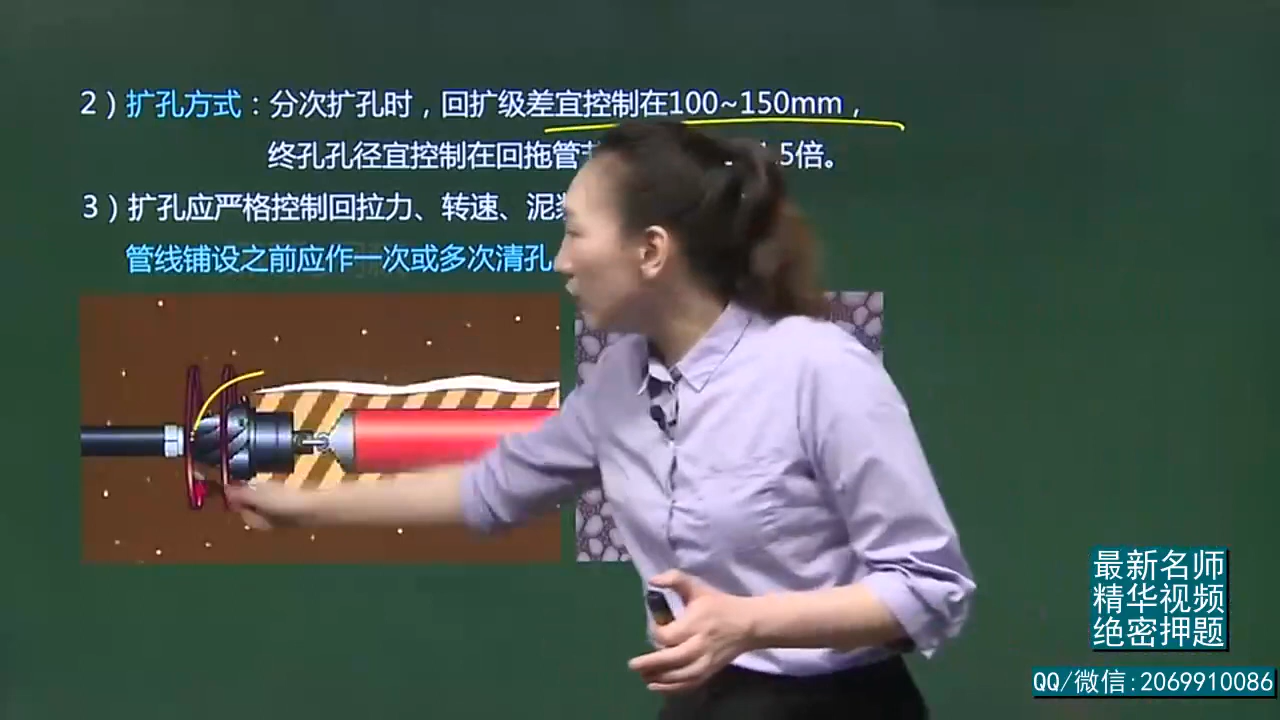 2）扩孔方式：分次扩孔时，回扩级差宜控制在100~150mm，
终孔孔径宜控制在回拖管 .5倍。
3）扩孔应严格控制回拉力、转速、泥
管线铺设之前应作一次或多次清孔
最新名师
精华视频
绝密押题
QQ/微信:2069910086